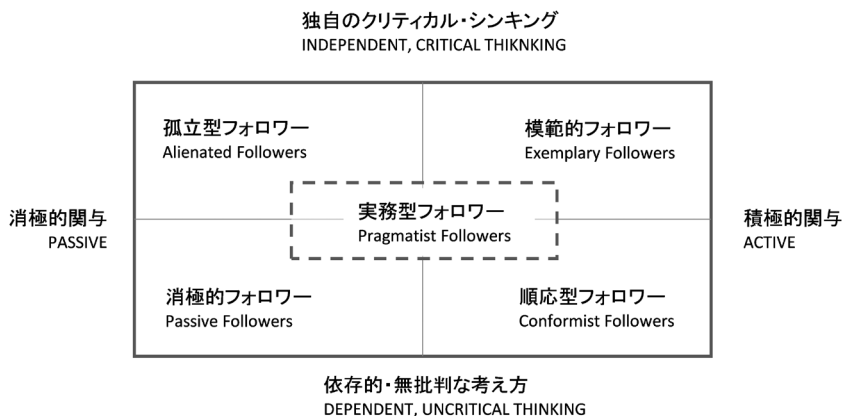 独自のクリティカル・シンキング
INDEPENDENT, CRITICAL THIKNKING
孤立型フォロワー
Alienated Followers
模範的フォロワー
Exemplary Followers
消極的関与
PASSIVE
実務型フォロワー
Pragmatist Followers
積極的関与
ACTIVE
消極的フォロワー
Passive Followers
順応型フォロワー
Conformist Followers
依存的・無批判な考え方
DEPENDENT, UNCRITICAL THINKING